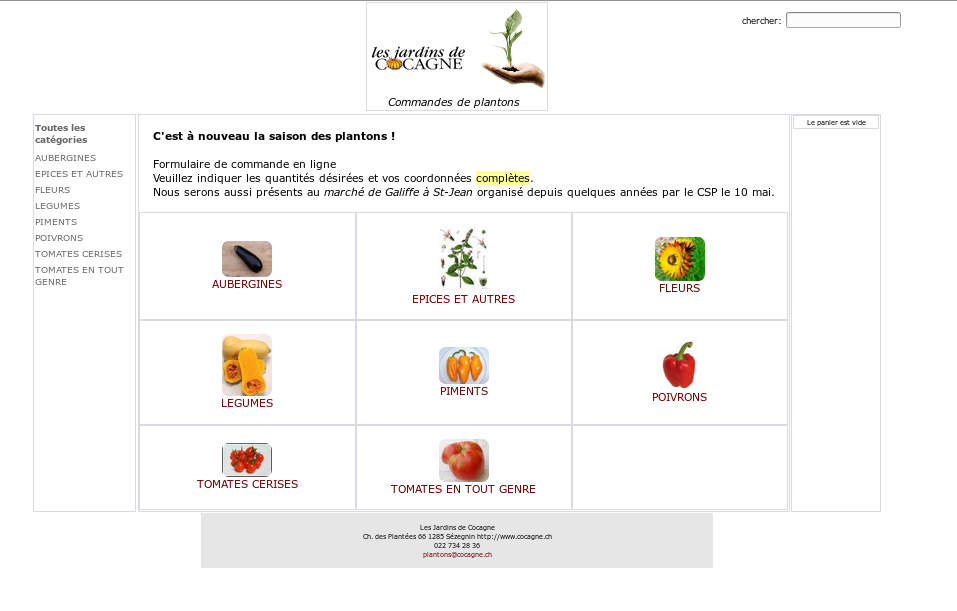 chercher:
les jardins de
COCAGNE
Commandes de plantons
Toutes les
catégories
AUBERGINES
EPICES ET AUTRES
FLEURS
LEGUMES
PIMENTS
POIVRONS
TOMATES CERISES
TOMATES EN TOUT
GENRE
C'est à nouveau la saison des plantons !
Formulaire de commande en ligne
Veuillez indiquer les quantités désirées et vos coordonnées complètes.
Nous serons aussi présents au marché de Galiffe à St-Jean organisé depuis quelques années par le CSP le 10 mai.
Le panier est vide
AUBERGINES
EPICES ET AUTRES
FLEURS
LEGUMES
PIMENTS
POIVRONS
TOMATES CERISES
TOMATES EN TOUT GENRE
Les Jardins de Cocagne
Ch. des Plantées 66 1285 Sézegnin http://www.cocagne.ch
022 734 28 36
plantons@cocagne.ch